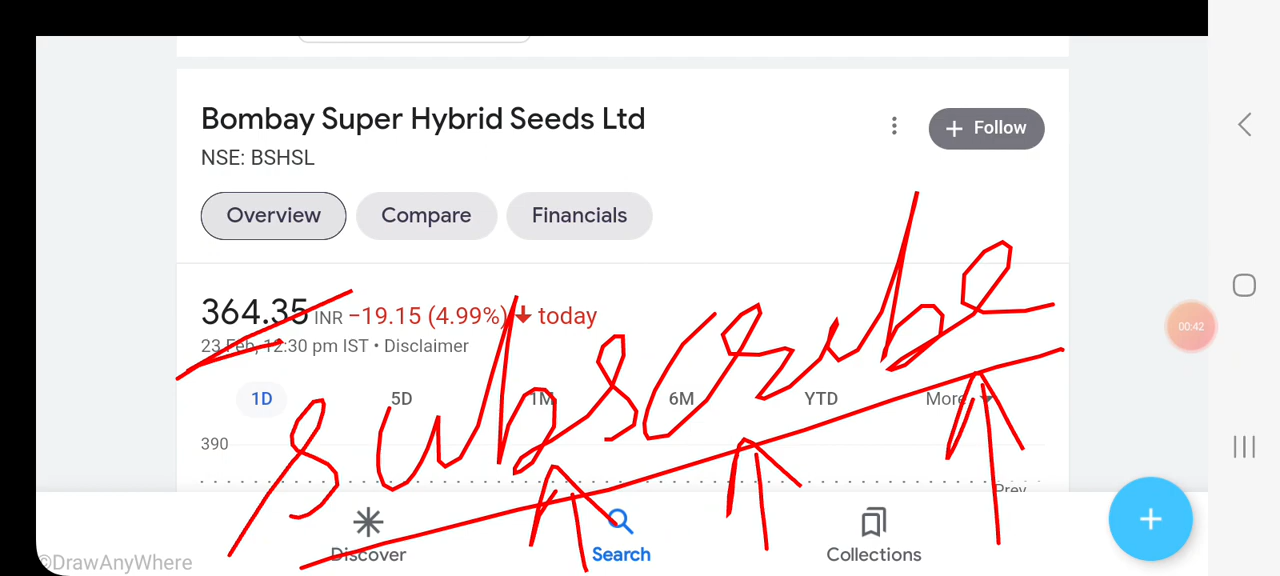 Bombay Super Hybrid Seeds Ltd
+ Follow
NSE: BSHSL
Overview Compare Financials
364.35 INR −19.15 (4.99%) ↓ today
23 Feb, 12:30 pm IST • Disclaimer
subscribe
1D 5D 1M 6M YTD More
390
Prev
Discover Search Collections
©DrawAnyWhere
00:42